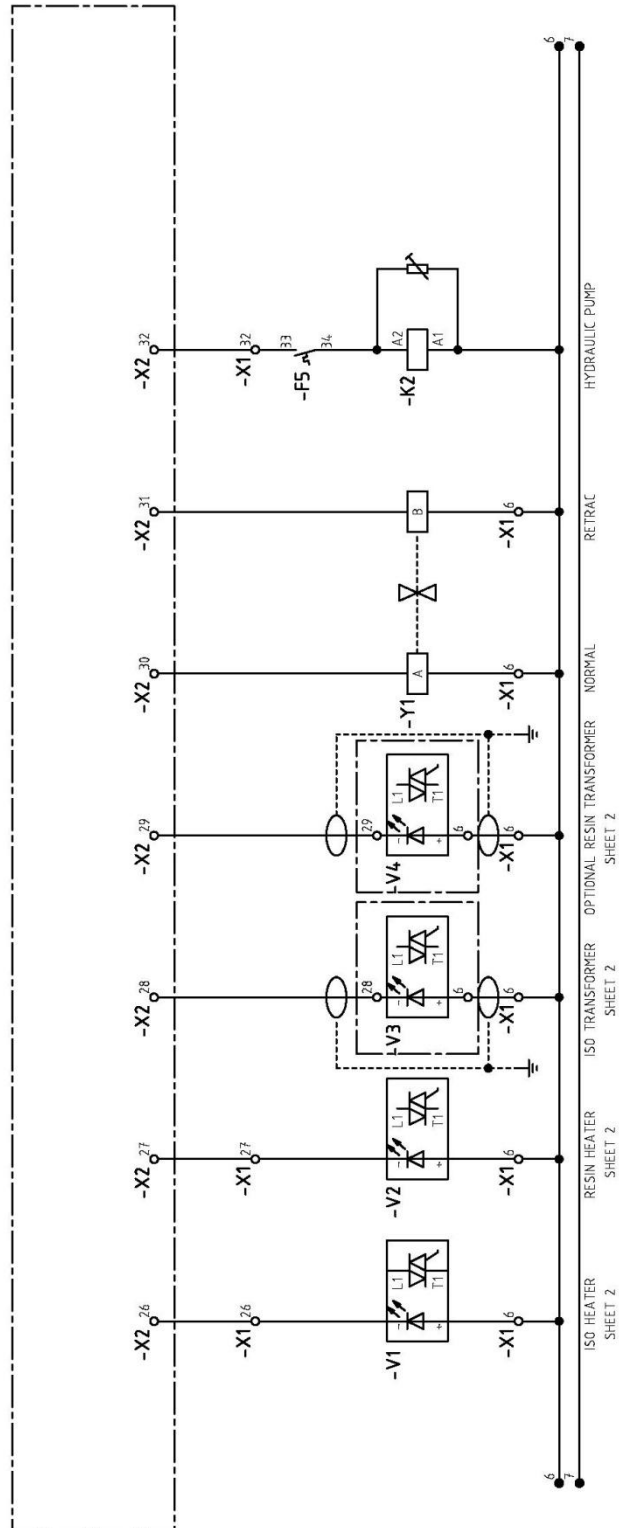 -X2 26
-X2 27
-X2 28
-X2 29
-X2 30
-X2 31
-X2 32
-X1 26
-X1 27
-X1 32
-F5
33
34
28
29
-V1
- L1
+ T1
-V2
- L1
+ T1
-V3
- L1
+ T1
-V4
- L1
+ T1
-Y1
A
B
-K2
A2
A1
6
6
-X1 6
-X1 6
-X1 6
-X1 6
-X1 6
-X1 6
6
7
6
7
ISO HEATER
SHEET 2
RESIN HEATER
SHEET 2
ISO TRANSFORMER
SHEET 2
OPTIONAL RESIN TRANSFORMER
SHEET 2
NORMAL
RETRAC
HYDRAULIC PUMP